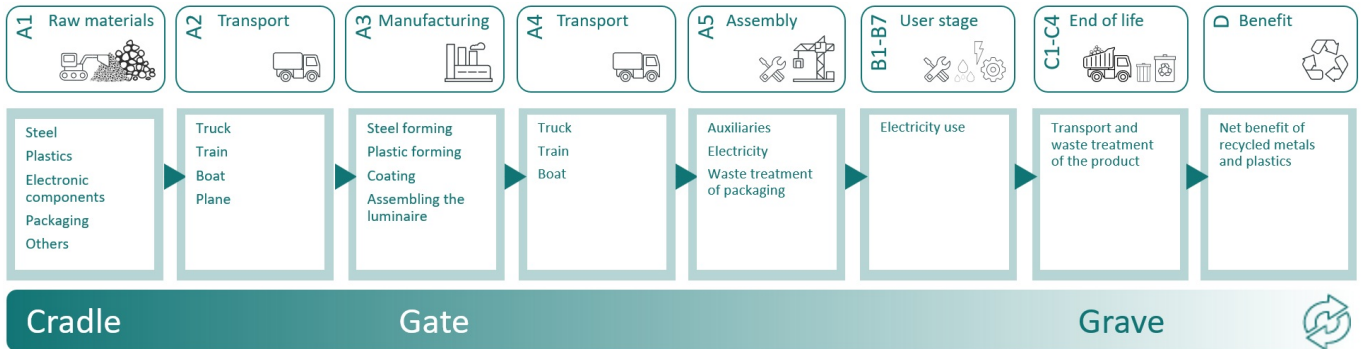 A1 Raw materials
A2 Transport
A3 Manufacturing
A4 Transport
A5 Assembly
B1-B7 User stage
C1-C4 End of life
D Benefit
Steel
Plastics
Electronic
components
Packaging
Others
Truck
Train
Boat
Plane
Steel forming
Plastic forming
Coating
Assembling the
luminaire
Truck
Train
Boat
Auxiliaries
Electricity
Waste treatment
of packaging
Electricity use
Transport and
waste treatment
of the product
Net benefit of
recycled metals
and plastics
Cradle
Gate
Grave